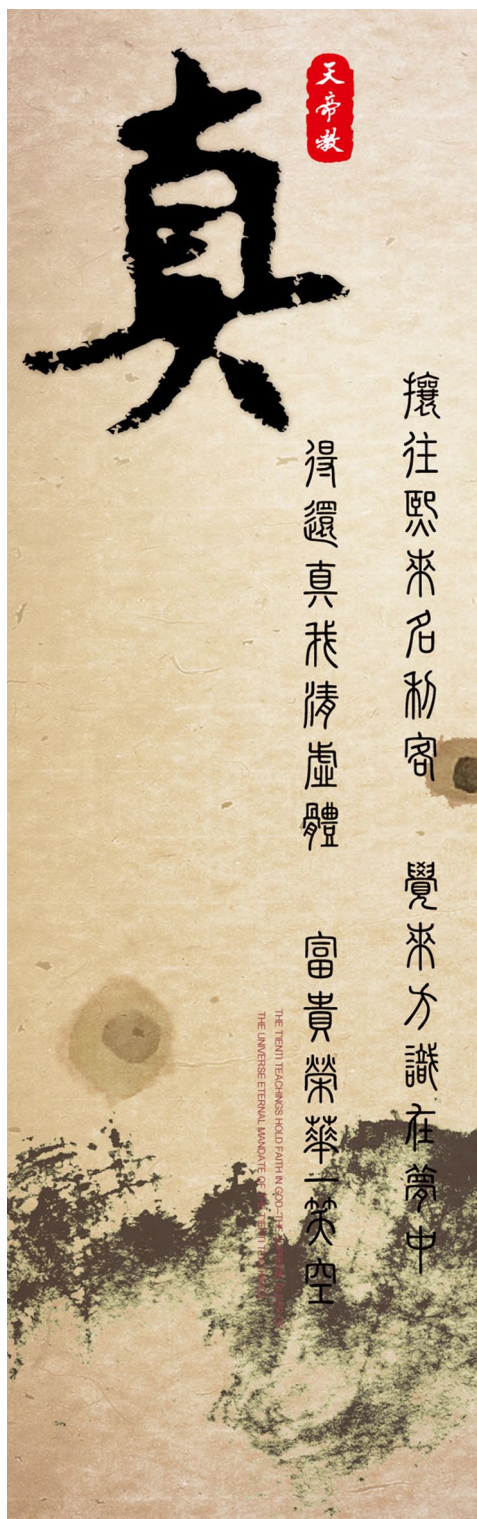 真
天帝教
攘往熙來名利客 覺來方識在夢中
得還真我清虛體 富貴榮華一笑空
THE TIENTI TEACHINGS HOLD FAITH IN GOD-THE
THE UNIVERSE ETERNAL MANDATE OF